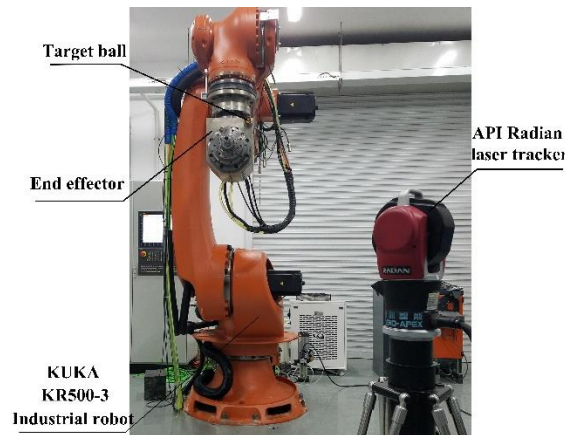 Target ball
End effector
API Radian
laser tracker
RADIAN
KUKA
KR500-3
Industrial robot